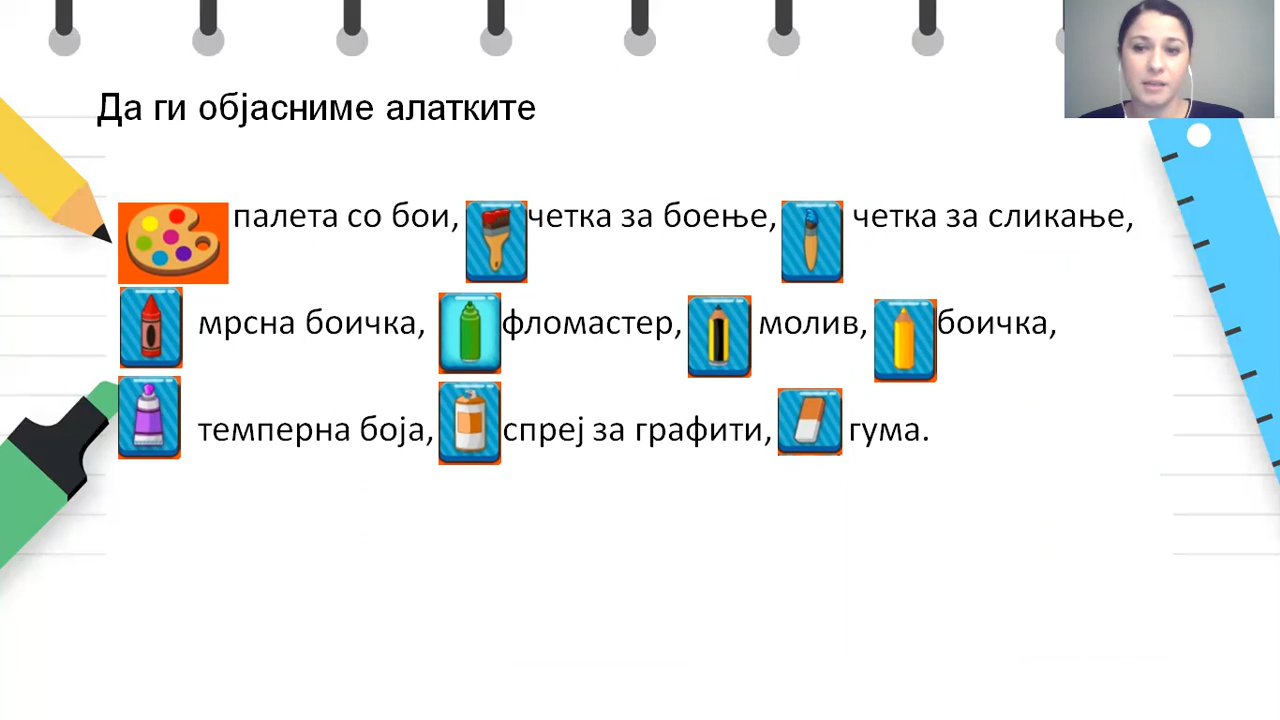 Да ги објасниме алатките
палета со бои, четка за боење, четка за сликање,
мрсна боичка, фломастер, молив, боичка,
темперна боја, спреј за графити, гума.